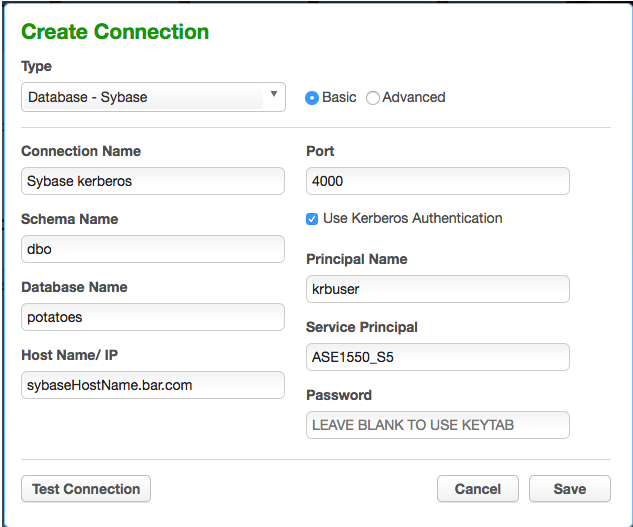 Create Connection
Type
Database - Sybase
Basic
Advanced
Connection Name
Sybase kerberos
Schema Name
dbo
Database Name
potatoes
Host Name/ IP
sybaseHostName.bar.com
Port
4000
Use Kerberos Authentication
Principal Name
krbuser
Service Principal
ASE1550_S5
Password
LEAVE BLANK TO USE KEYTAB
Test Connection
Cancel
Save